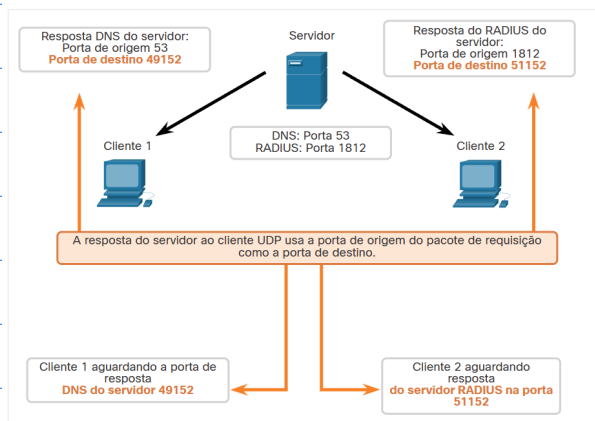 Resposta DNS do servidor:
Porta de origem 53
Porta de destino 49152
Servidor
Resposta do RADIUS do
servidor:
Porta de origem 1812
Porta de destino 51152
DNS: Porta 53
RADIUS: Porta 1812
Cliente 1
Cliente 2
A resposta do servidor ao cliente UDP usa a porta de origem do pacote de requisição
como a porta de destino.
Cliente 1 aguardando a porta de
resposta
DNS do servidor 49152
Cliente 2 aguardando
resposta
do servidor RADIUS na porta
51152